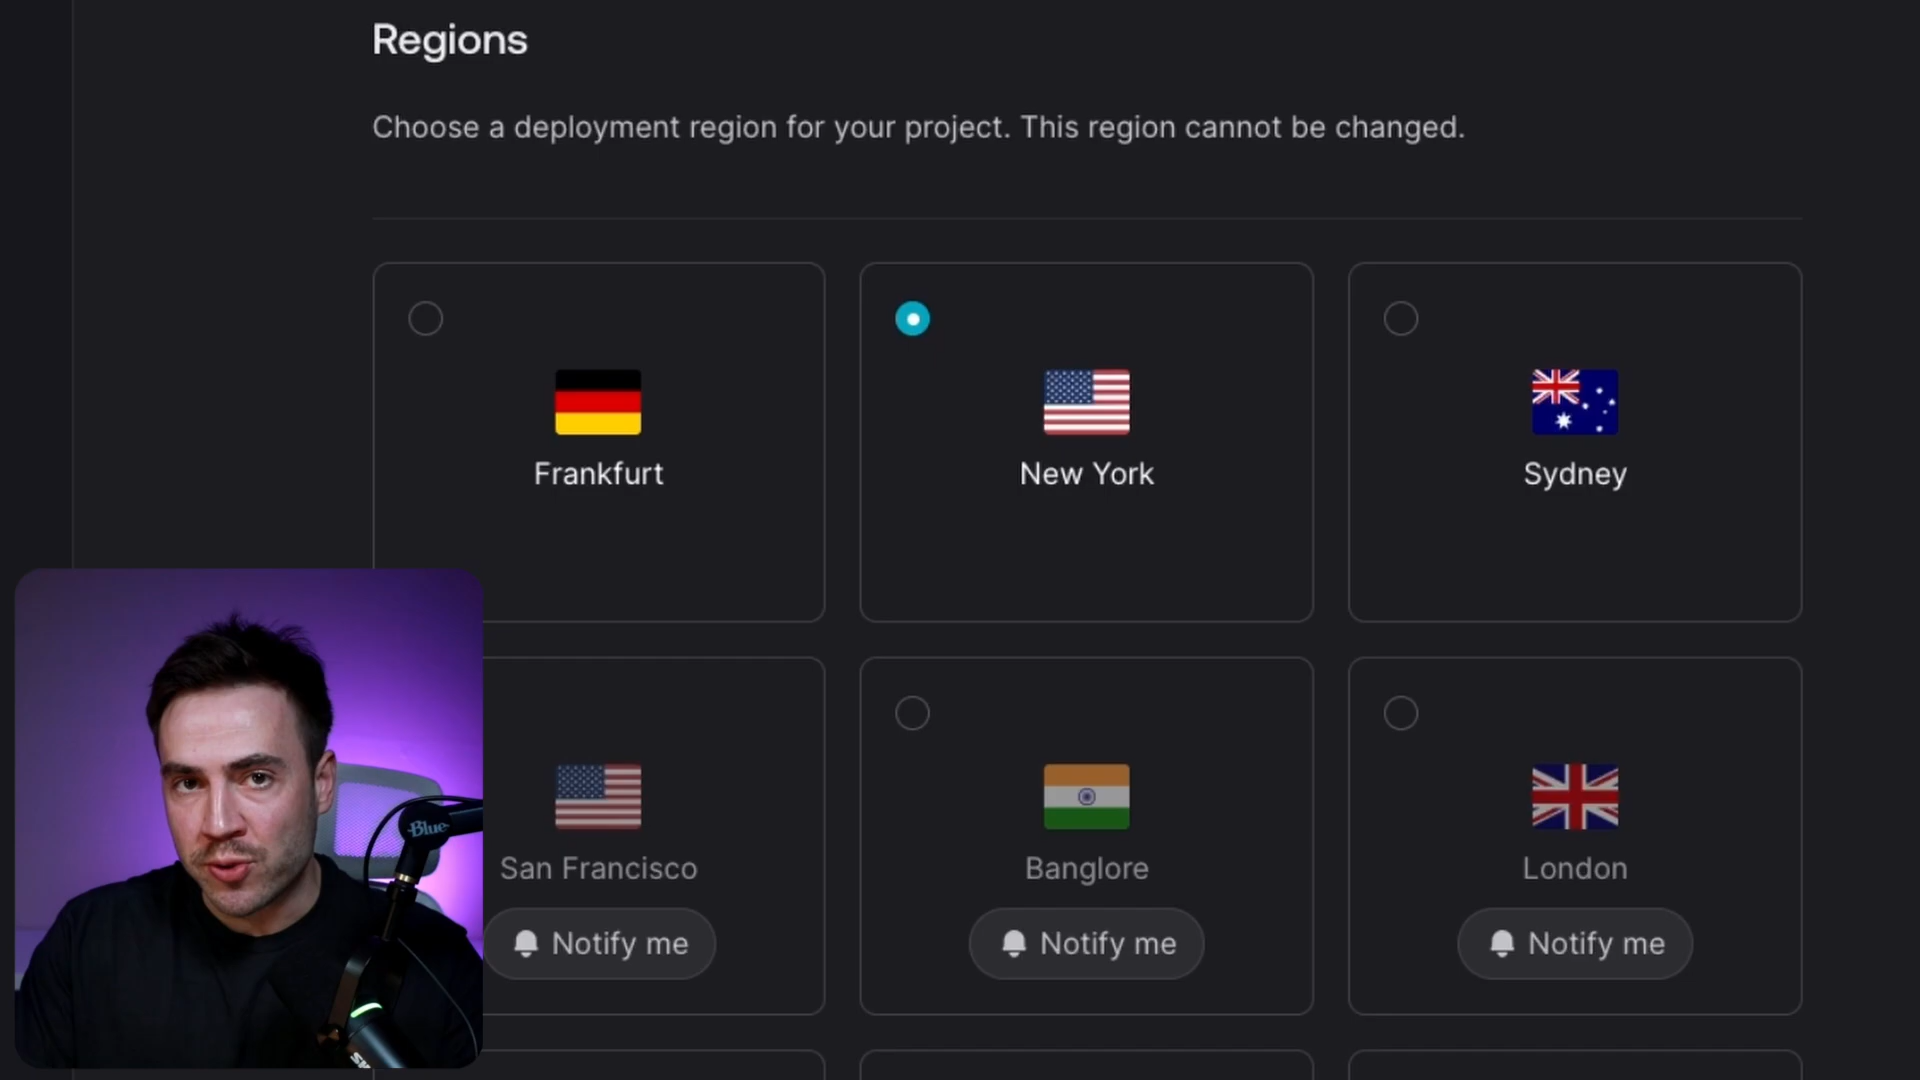 Regions
Choose a deployment region for your project. This region cannot be changed.
Frankfurt
New York
Sydney
San Francisco
Banglore
London
Notify me
Notify me
Notify me
Blue